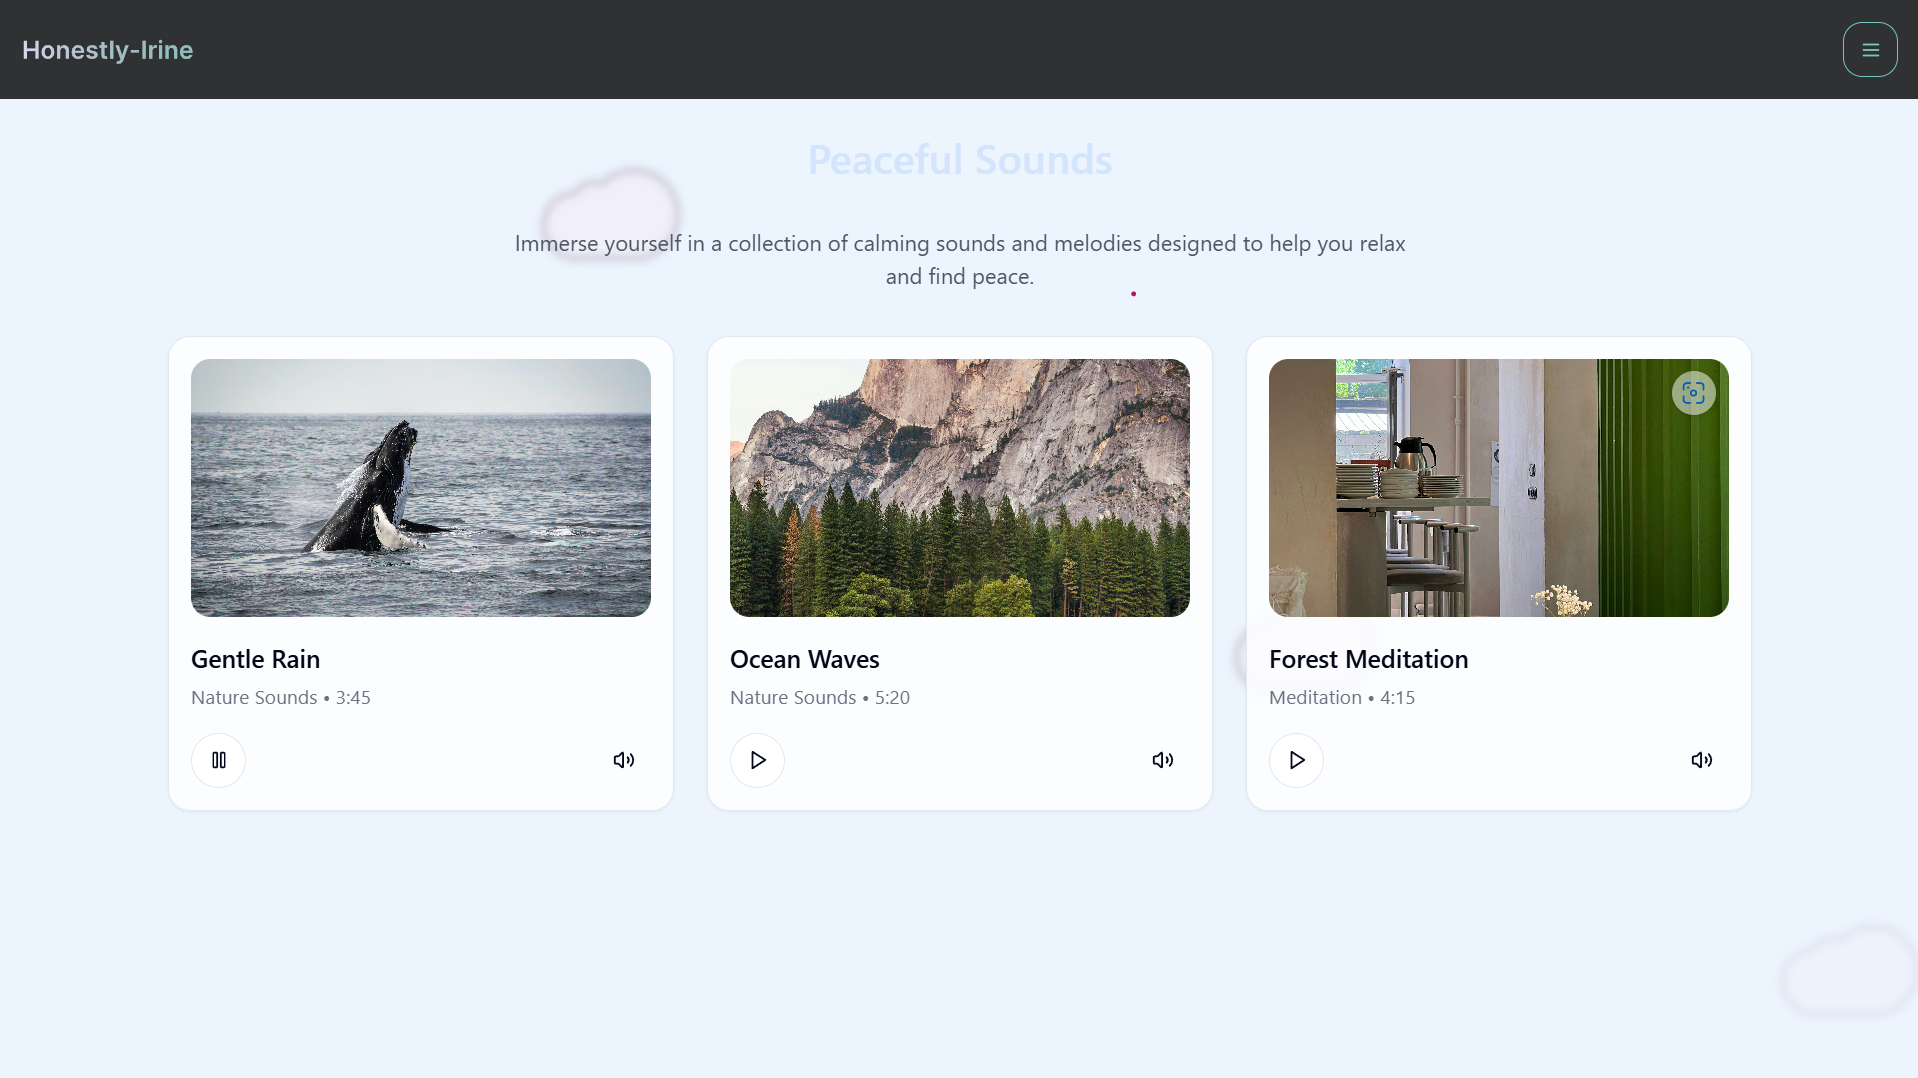 Honestly-Irine
Peaceful Sounds
Immerse yourself in a collection of calming sounds and melodies designed to help you relax
and find peace.
Gentle Rain
Nature Sounds • 3:45
Ocean Waves
Nature Sounds • 5:20
Forest Meditation
Meditation • 4:15